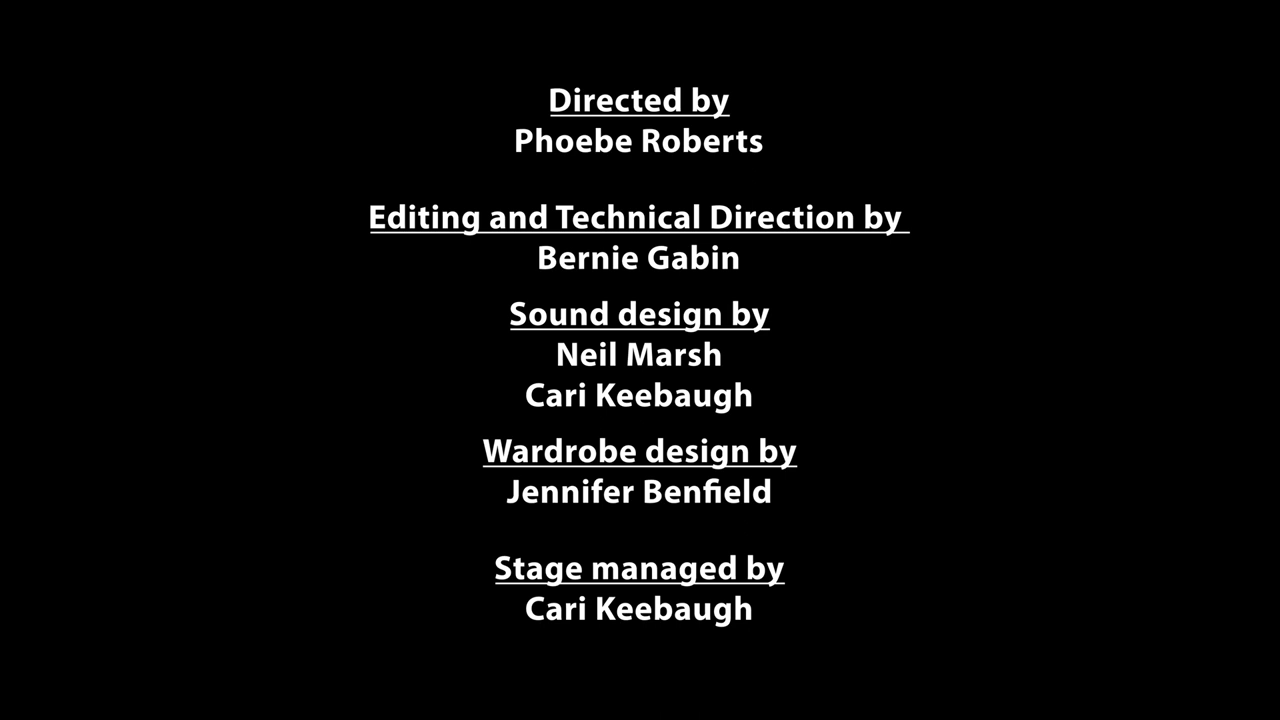 Directed by
Phoebe Roberts
Editing and Technical Direction by
Bernie Gabin
Sound design by
Neil Marsh
Cari Keebaugh
Wardrobe design by
Jennifer Benfield
Stage managed by
Cari Keebaugh